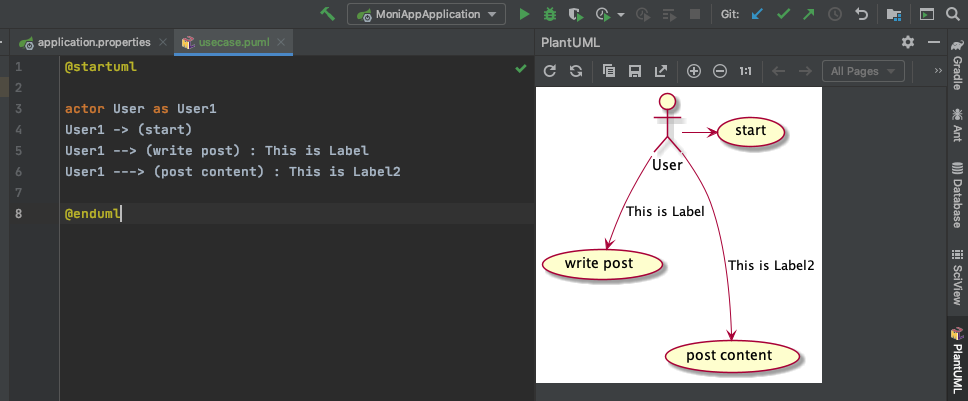 MoniAppApplication
Git:
application.properties
usecase.puml
PlantUML
1 @startuml
2
3 actor User as User1
4 User1 -> (start)
5 User1 --> (write post) : This is Label
6 User1 ---> (post content) : This is Label2
7
8 @enduml
1:1
All Pages
»
start
User
This is Label
write post
This is Label2
post content
Gradle
Ant
Database
SciView
PlantUML